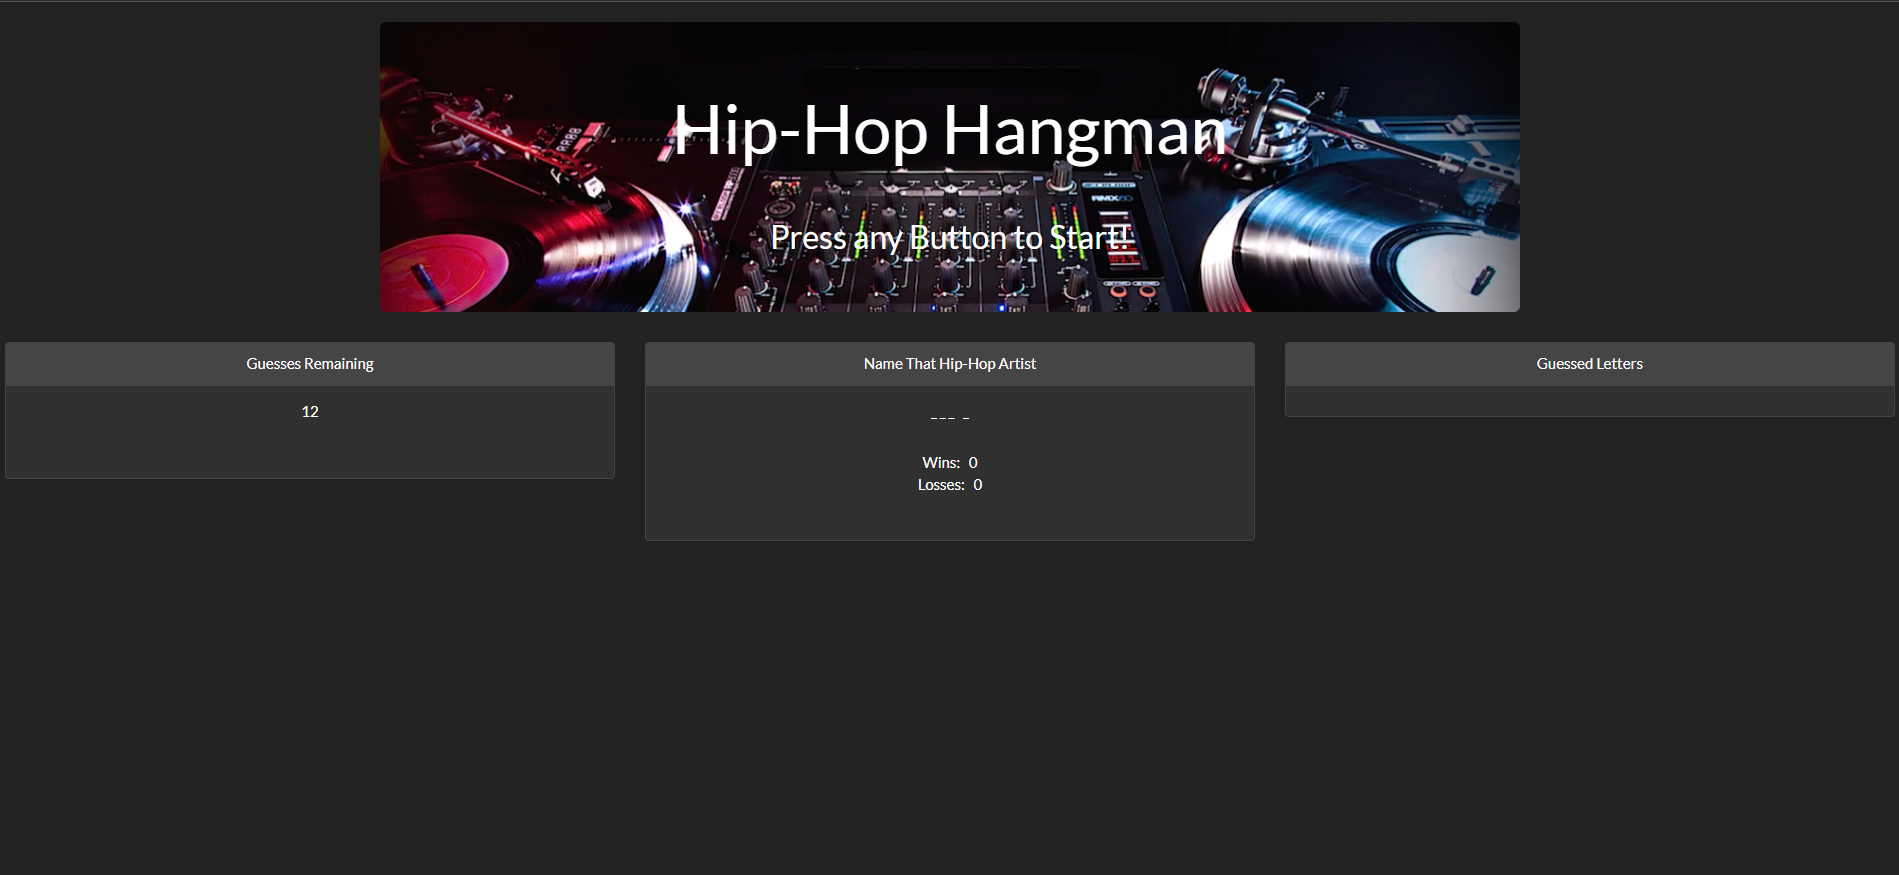 Hip-Hop Hangman
Press any Button to Start!
RMX80
Guesses Remaining
12
Name That Hip-Hop Artist
_ _ _  _
Wins: 0
Losses: 0
Guessed Letters